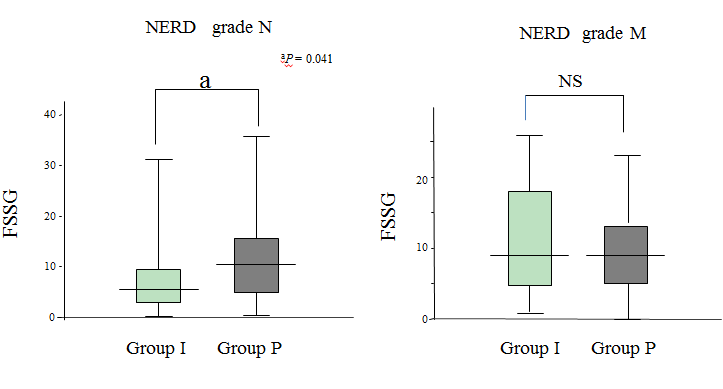 NERD grade N
ᵃP = 0.041
a
FSSG
40
30
20
10
0
Group I Group P
NERD grade M
NS
FSSG
20
10
0
Group I Group P